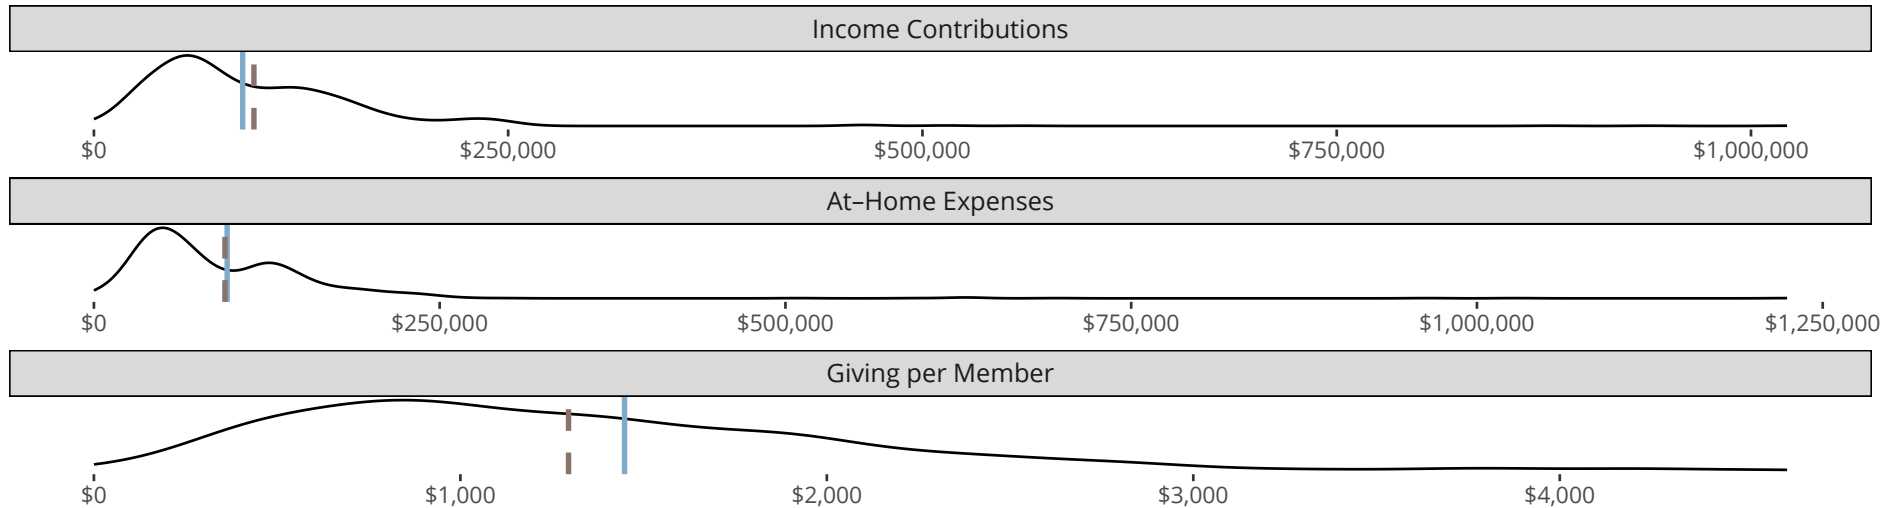 Income Contributions
$0 $250,000 $500,000 $750,000 $1,000,000
At–Home Expenses
$0 $250,000 $500,000 $750,000 $1,000,000 $1,250,000
Giving per Member
$0 $1,000 $2,000 $3,000 $4,000